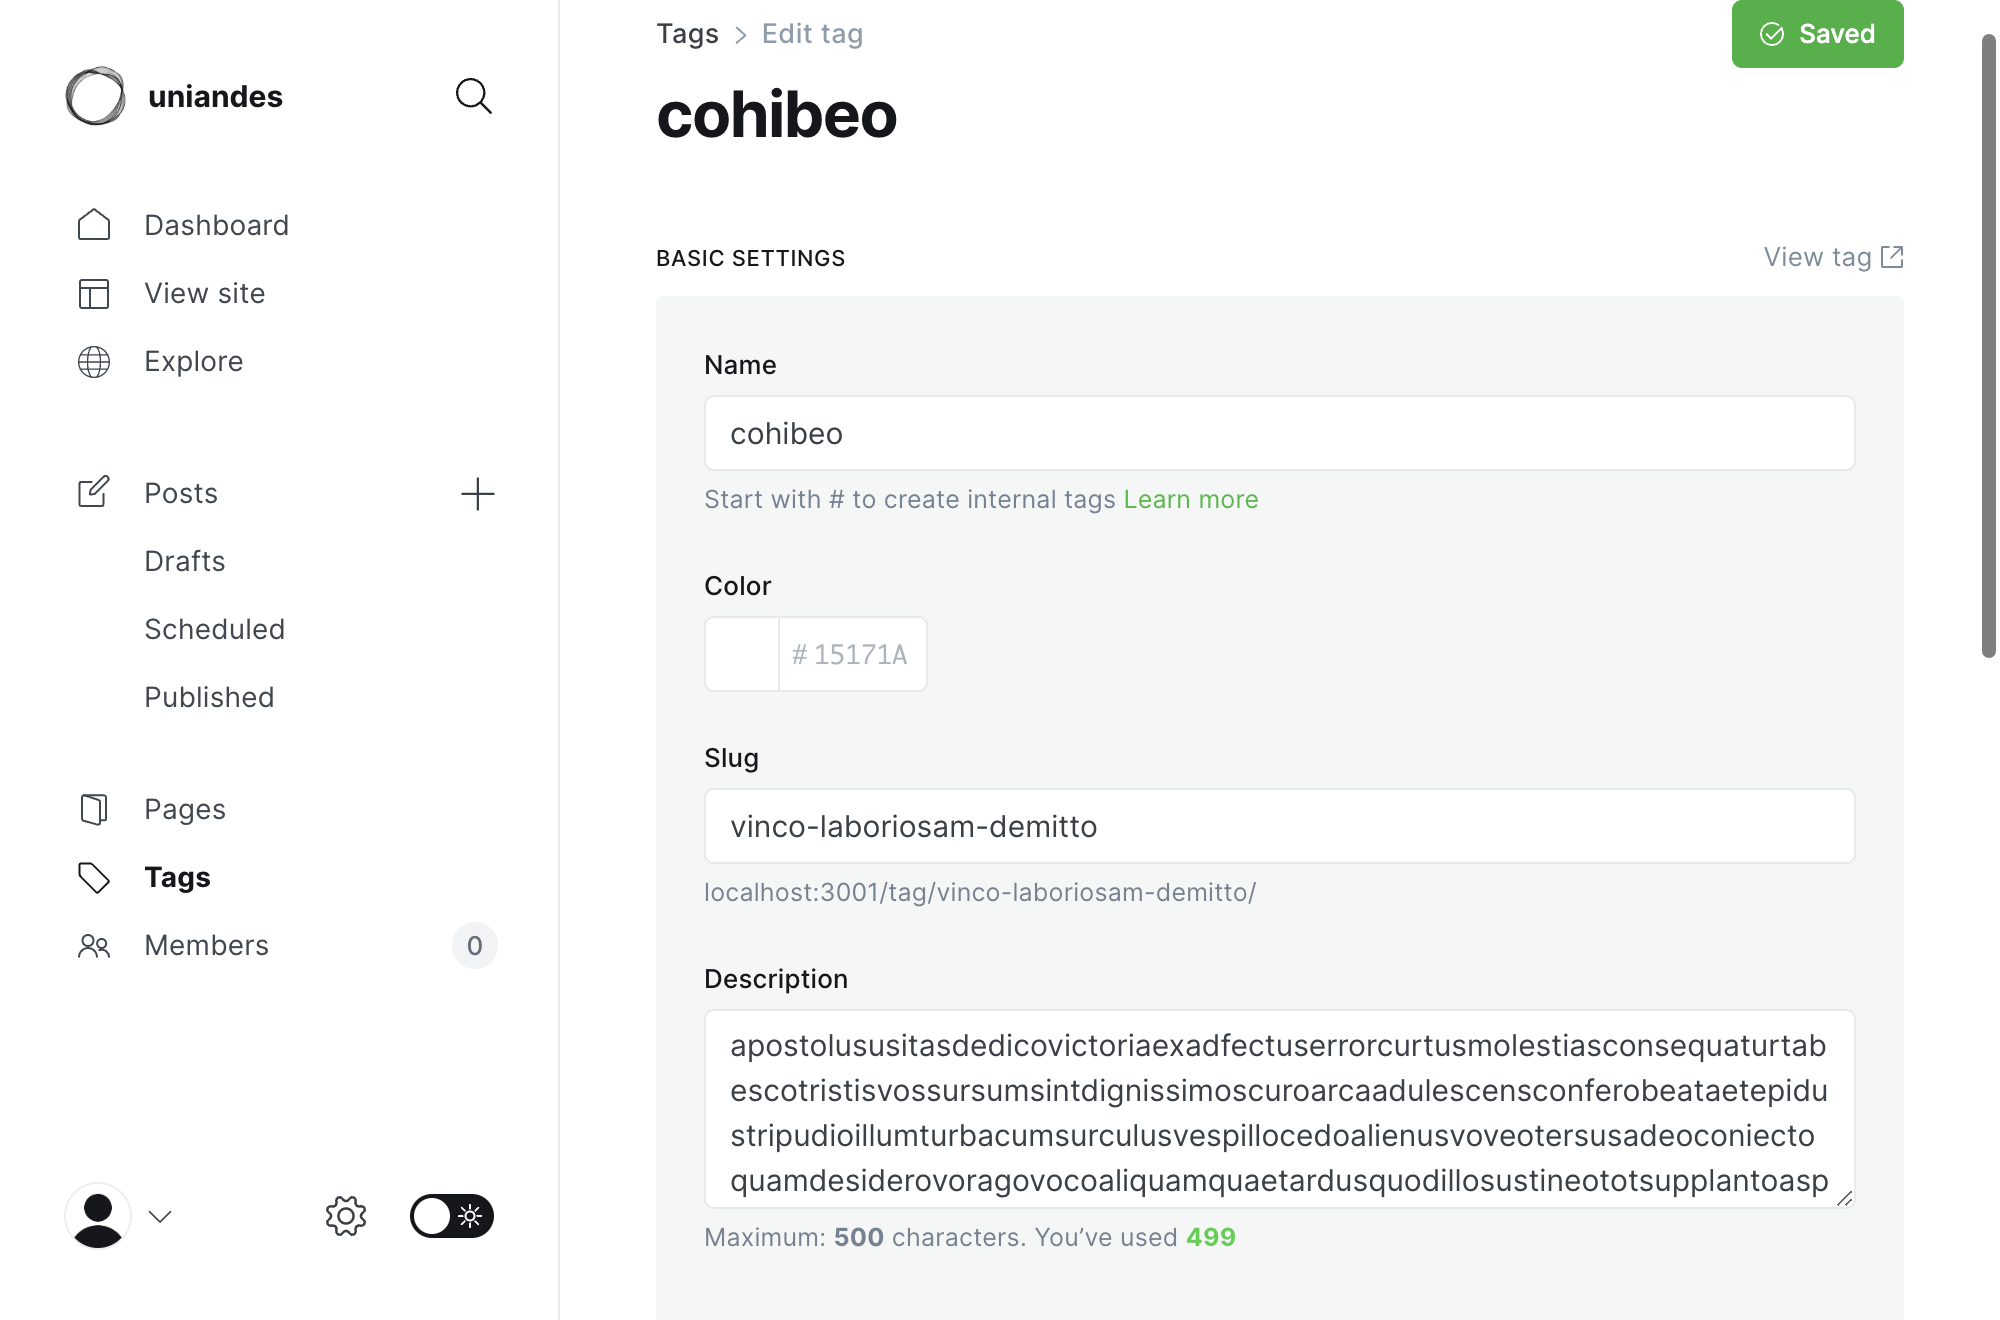 uniandes
Dashboard
View site
Explore
Posts
Drafts
Scheduled
Published
Pages
Tags
Members
0
Tags > Edit tag
Saved
cohibeo
BASIC SETTINGS
View tag
Name
cohibeo
Start with # to create internal tags Learn more
Color
# 15171A
Slug
vinco-laboriosam-demitto
localhost:3001/tag/vinco-laboriosam-demitto/
Description
apostolususitasdedicovictoriaexadfectuserrorcurtusmolestiasconsequaturtab
escotristisvossursumsintdignissimoscuroarcaadulescensconferobeataetepidu
stripudioillumturbacumsurculusvespillocedoalienusvoveotersusadeoconiecto
quamdesiderovoragovocoaliquamquaetardusquodillosustineototsupplantoasp
Maximum: 500 characters. You’ve used 499